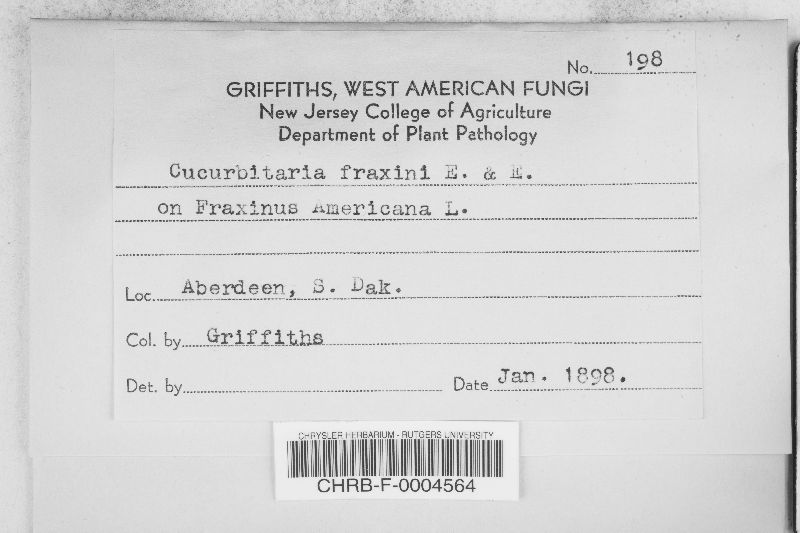 No. 198
GRIFFITHS, WEST AMERICAN FUNGI
New Jersey College of Agriculture
Department of Plant Pathology
Cucurbitaria fraxini E. & E.
on Fraxinus Americana L.
Loc. Aberdeen, S. Dak.
Col. by Griffiths
Det. by
Date Jan. 1898.
CHRYSLER HERBARIUM - RUTGERS UNIVERSITY
CHRB-F-0004564